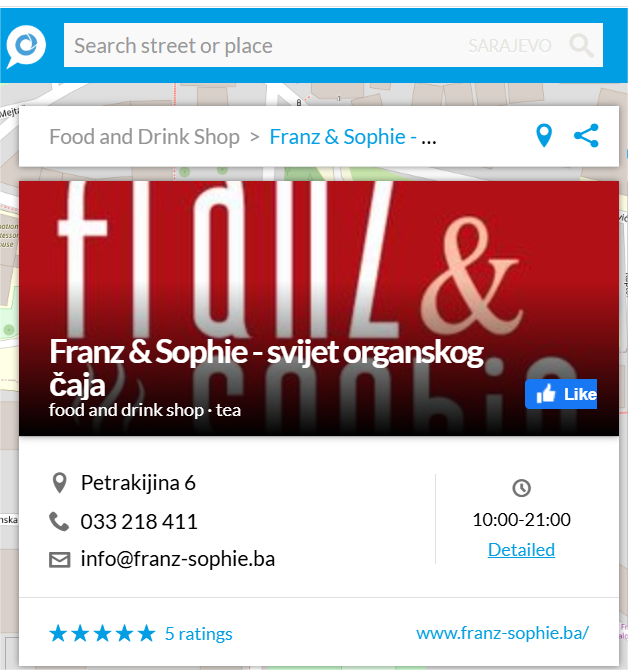 Search street or place
SARAJEVO
Food and Drink Shop > Franz & Sophie - ...
franz
&
sophie
Franz & Sophie - svijet organskog
čaja
food and drink shop · tea
Like
Petrakijina 6
033 218 411
info@franz-sophie.ba
10:00-21:00
Detailed
5 ratings
www.franz-sophie.ba/